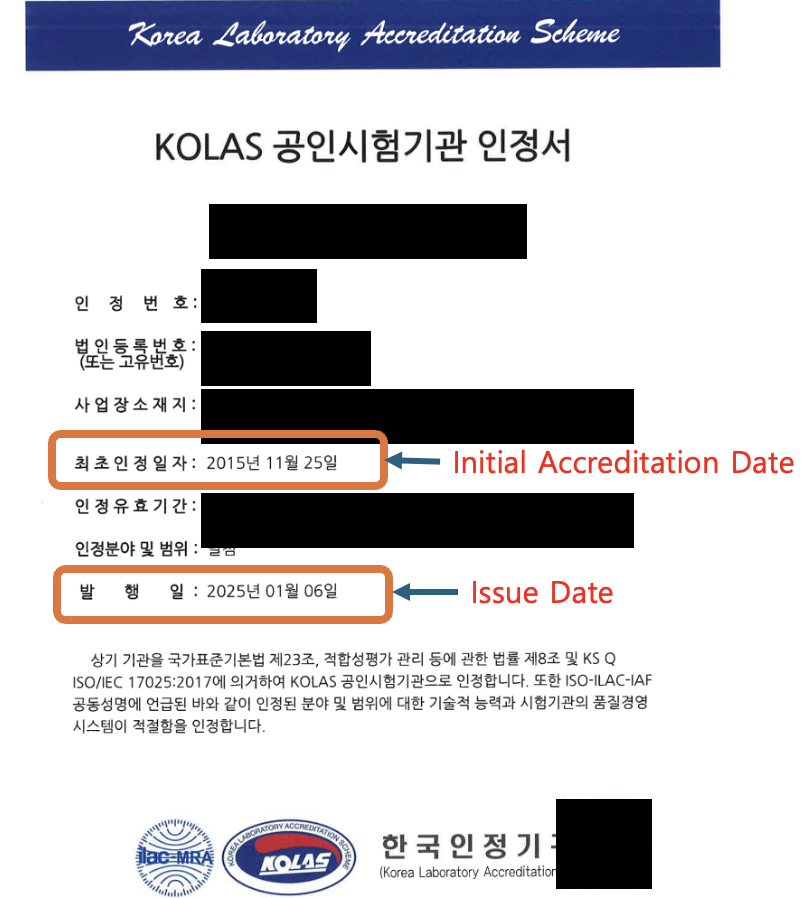 Korea Laboratory Accreditation Scheme
KOLAS 공인시험기관 인정서
인 정 번 호 :
법 인 등 록 번 호 :
(또는 고유번호)
사 업 장 소 재 지 :
최 초 인 정 일 자 : 2015년 11월 25일
Initial Accreditation Date
인 정 유 효 기 간 :
인정분야 및 범위 :
발 행 일 : 2025년 01월 06일
Issue Date
상기 기관을 국가표준기본법 제23조, 적합성평가 관리 등에 관한 법률 제8조 및 KS Q
ISO/IEC 17025:2017에 의거하여 KOLAS 공인시험기관으로 인정합니다. 또한 ISO-ILAC-IAF
공동성명에 언급된 바와 같이 인정된 분야 및 범위에 대한 기술적 능력과 시험기관의 품질경영
시스템이 적절함을 인정합니다.
ilac-MRA
KOREA LABORATORY ACCREDITATION SCHEME
KOLAS
한 국 인 정 기
(Korea Laboratory Accreditation